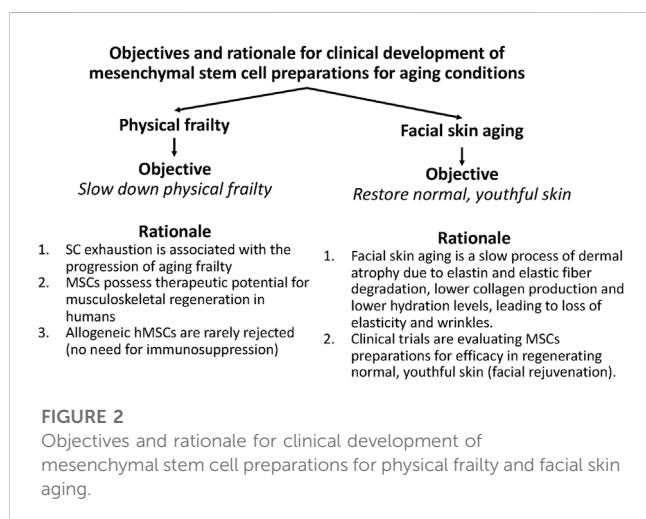 Objectives and rationale for clinical development of
mesenchymal stem cell preparations for aging conditions
Physical frailty
Objective
Slow down physical frailty
Rationale
1. SC exhaustion is associated with the
progression of aging frailty
2. MSCs possess therapeutic potential for
musculoskeletal regeneration in
humans
3. Allogeneic hMSCs are rarely rejected
(no need for immunosuppression)
Facial skin aging
Objective
Restore normal, youthful skin
Rationale
1. Facial skin aging is a slow process of dermal
atrophy due to elastin and elastic fiber
degradation, lower collagen production and
lower hydration levels, leading to loss of
elasticity and wrinkles.
2. Clinical trials are evaluating MSCs
preparations for efficacy in regenerating
normal, youthful skin (facial rejuvenation).
FIGURE 2
Objectives and rationale for clinical development of
mesenchymal stem cell preparations for physical frailty and facial skin
aging.